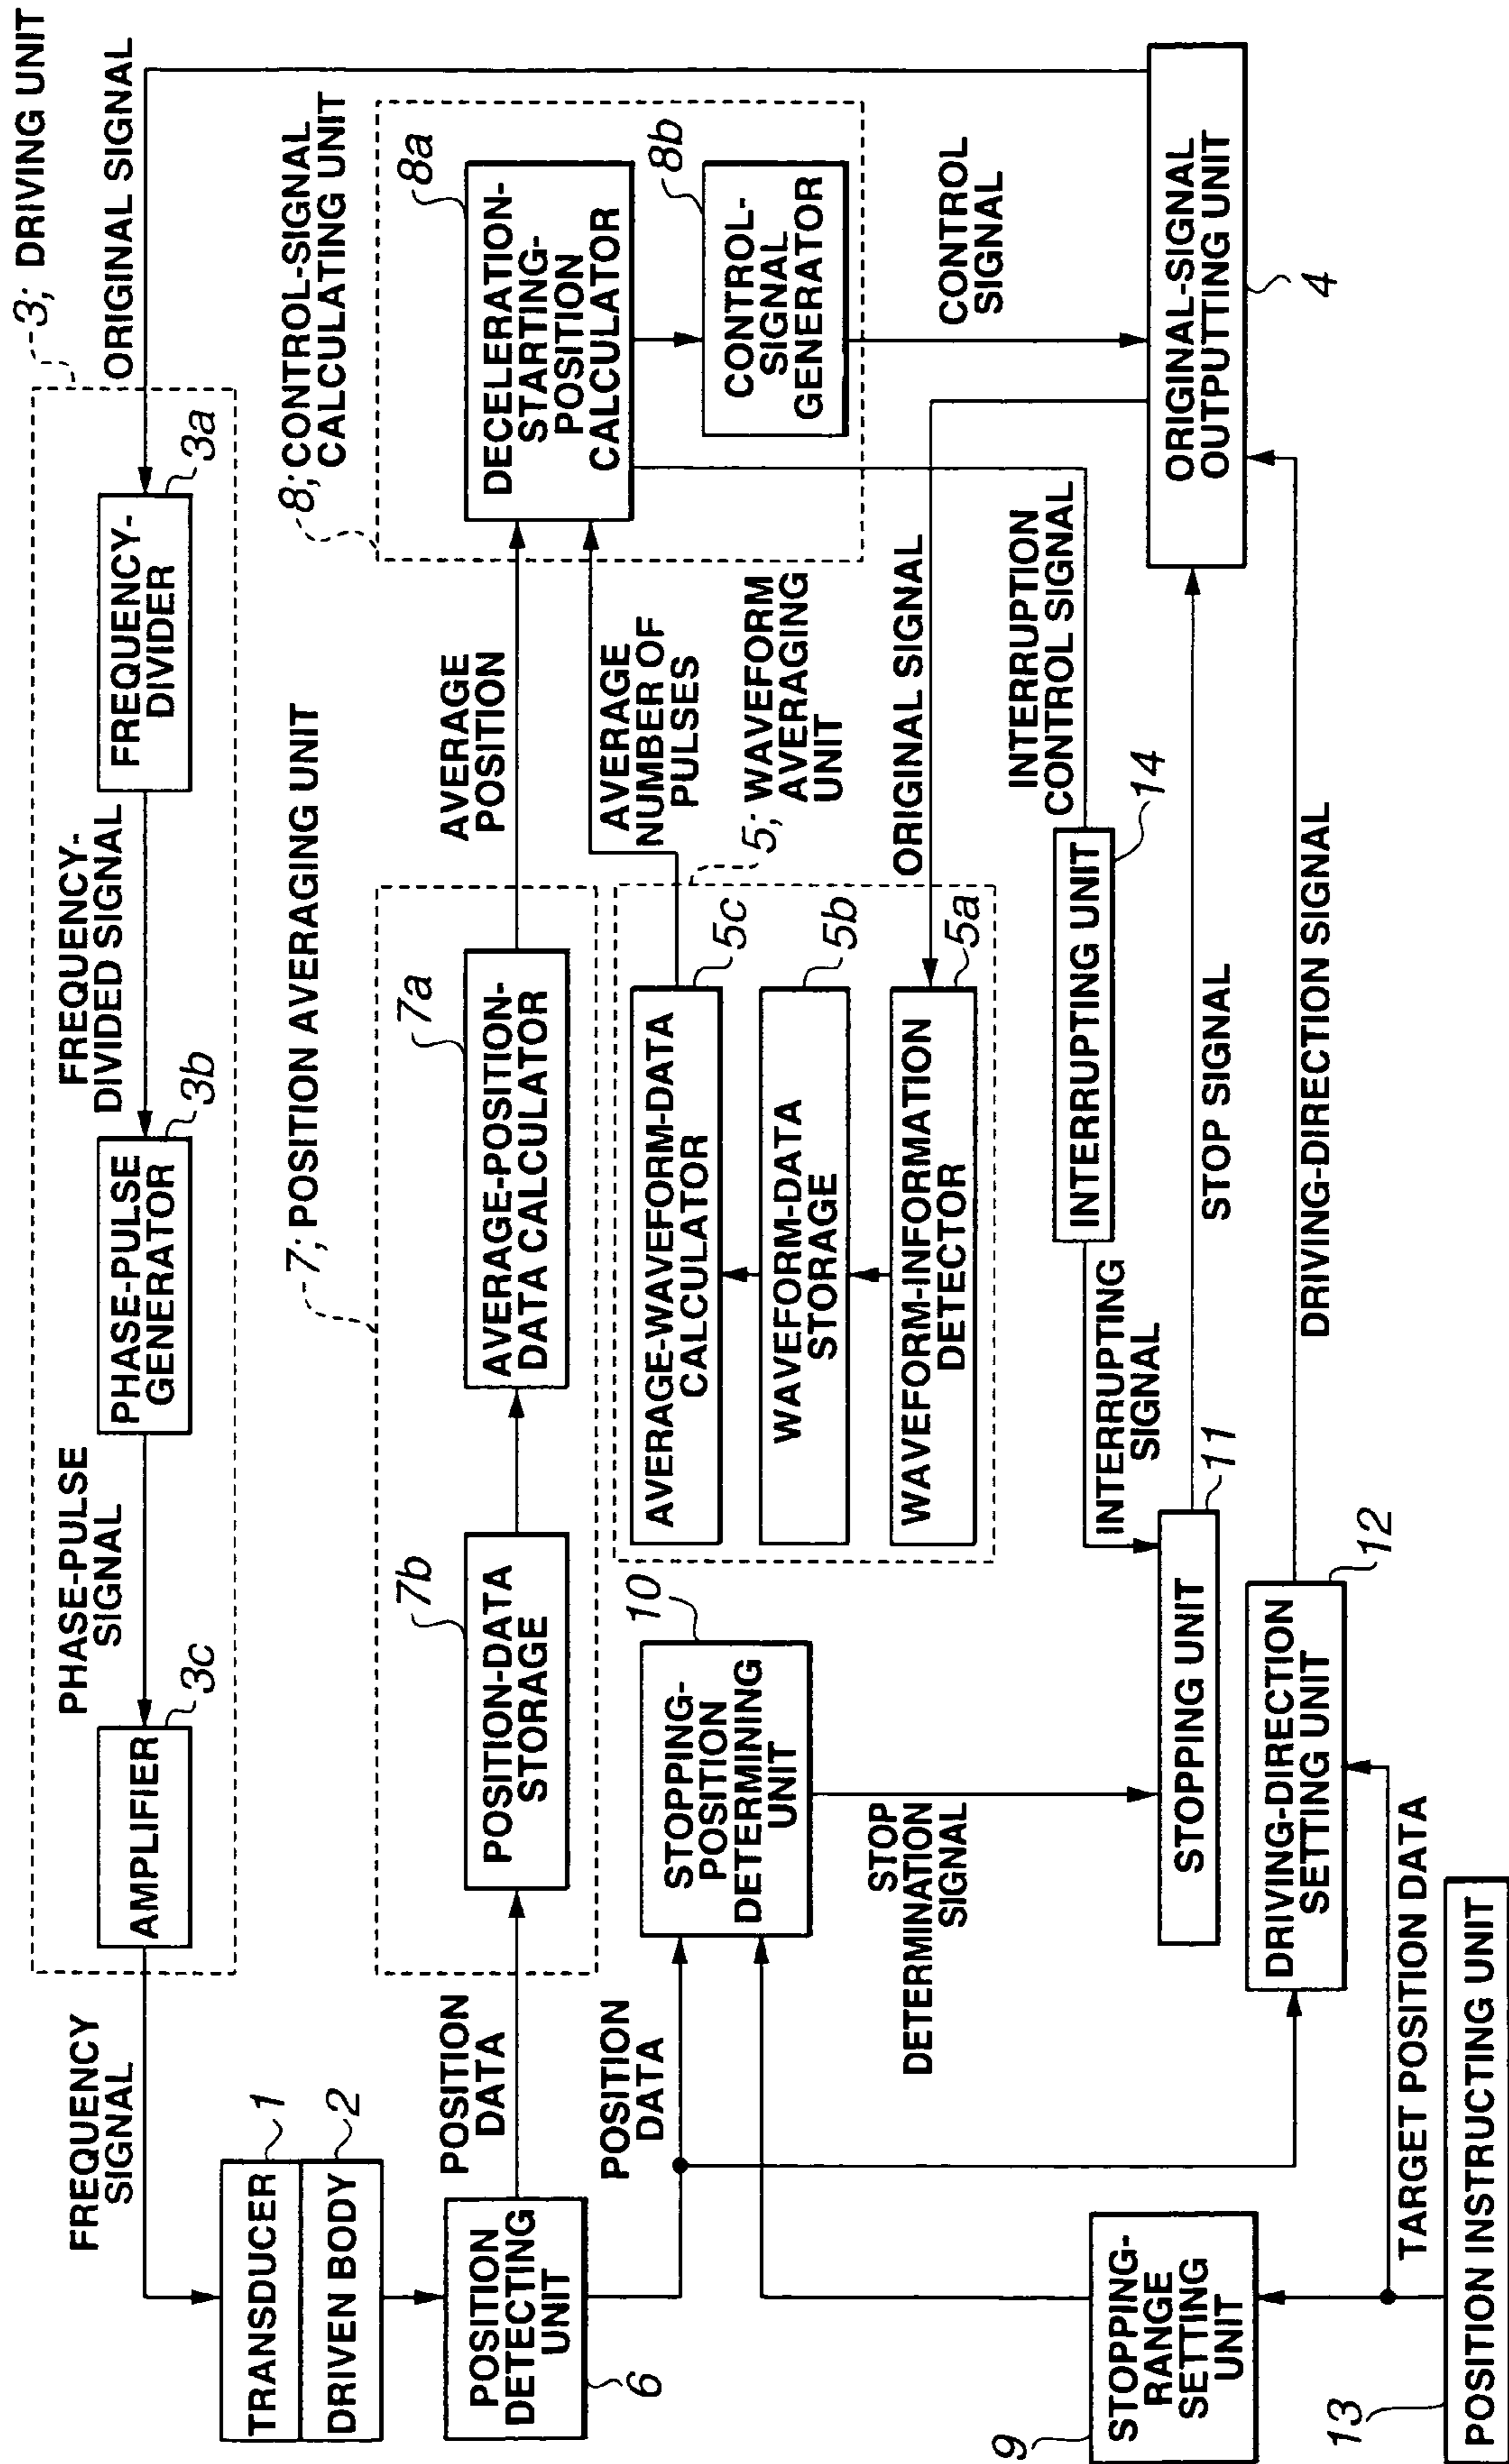 3; DRIVING UNIT
FREQUENCY
SIGNAL
AMPLIFIER
3c
PHASE-PULSE
SIGNAL
PHASE-PULSE
GENERATOR
3b
FREQUENCY-
DIVIDED SIGNAL
FREQUENCY-
DIVIDER
3a
ORIGINAL SIGNAL
TRANSDUCER
1
DRIVEN BODY
2
7; POSITION AVERAGING UNIT
8; CONTROL-SIGNAL
CALCULATING UNIT
POSITION
DETECTING
UNIT
6
POSITION
DATA
POSITION-DATA
STORAGE
7b
AVERAGE-POSITION-
DATA CALCULATOR
7a
AVERAGE
POSITION
DECELERATION-
STARTING-
POSITION
CALCULATOR
8a
AVERAGE
NUMBER OF
PULSES
CONTROL-
SIGNAL
GENERATOR
8b
5; WAVEFORM
AVERAGING
UNIT
AVERAGE-WAVEFORM-DATA
CALCULATOR
5c
WAVEFORM-DATA
STORAGE
5b
WAVEFORM-INFORMATION
DETECTOR
5a
ORIGINAL SIGNAL
CONTROL
SIGNAL
POSITION
DATA
STOPPING-
POSITION
DETERMINING
UNIT
10
STOP
DETERMINATION
SIGNAL
INTERRUPTING
SIGNAL
INTERRUPTING UNIT
14
INTERRUPTION
CONTROL SIGNAL
STOPPING-
RANGE
SETTING
UNIT
9
STOPPING UNIT
11
STOP SIGNAL
ORIGINAL-SIGNAL
OUTPUTTING UNIT
4
DRIVING-DIRECTION
SETTING UNIT
12
DRIVING-DIRECTION SIGNAL
TARGET POSITION DATA
POSITION INSTRUCTING UNIT
13